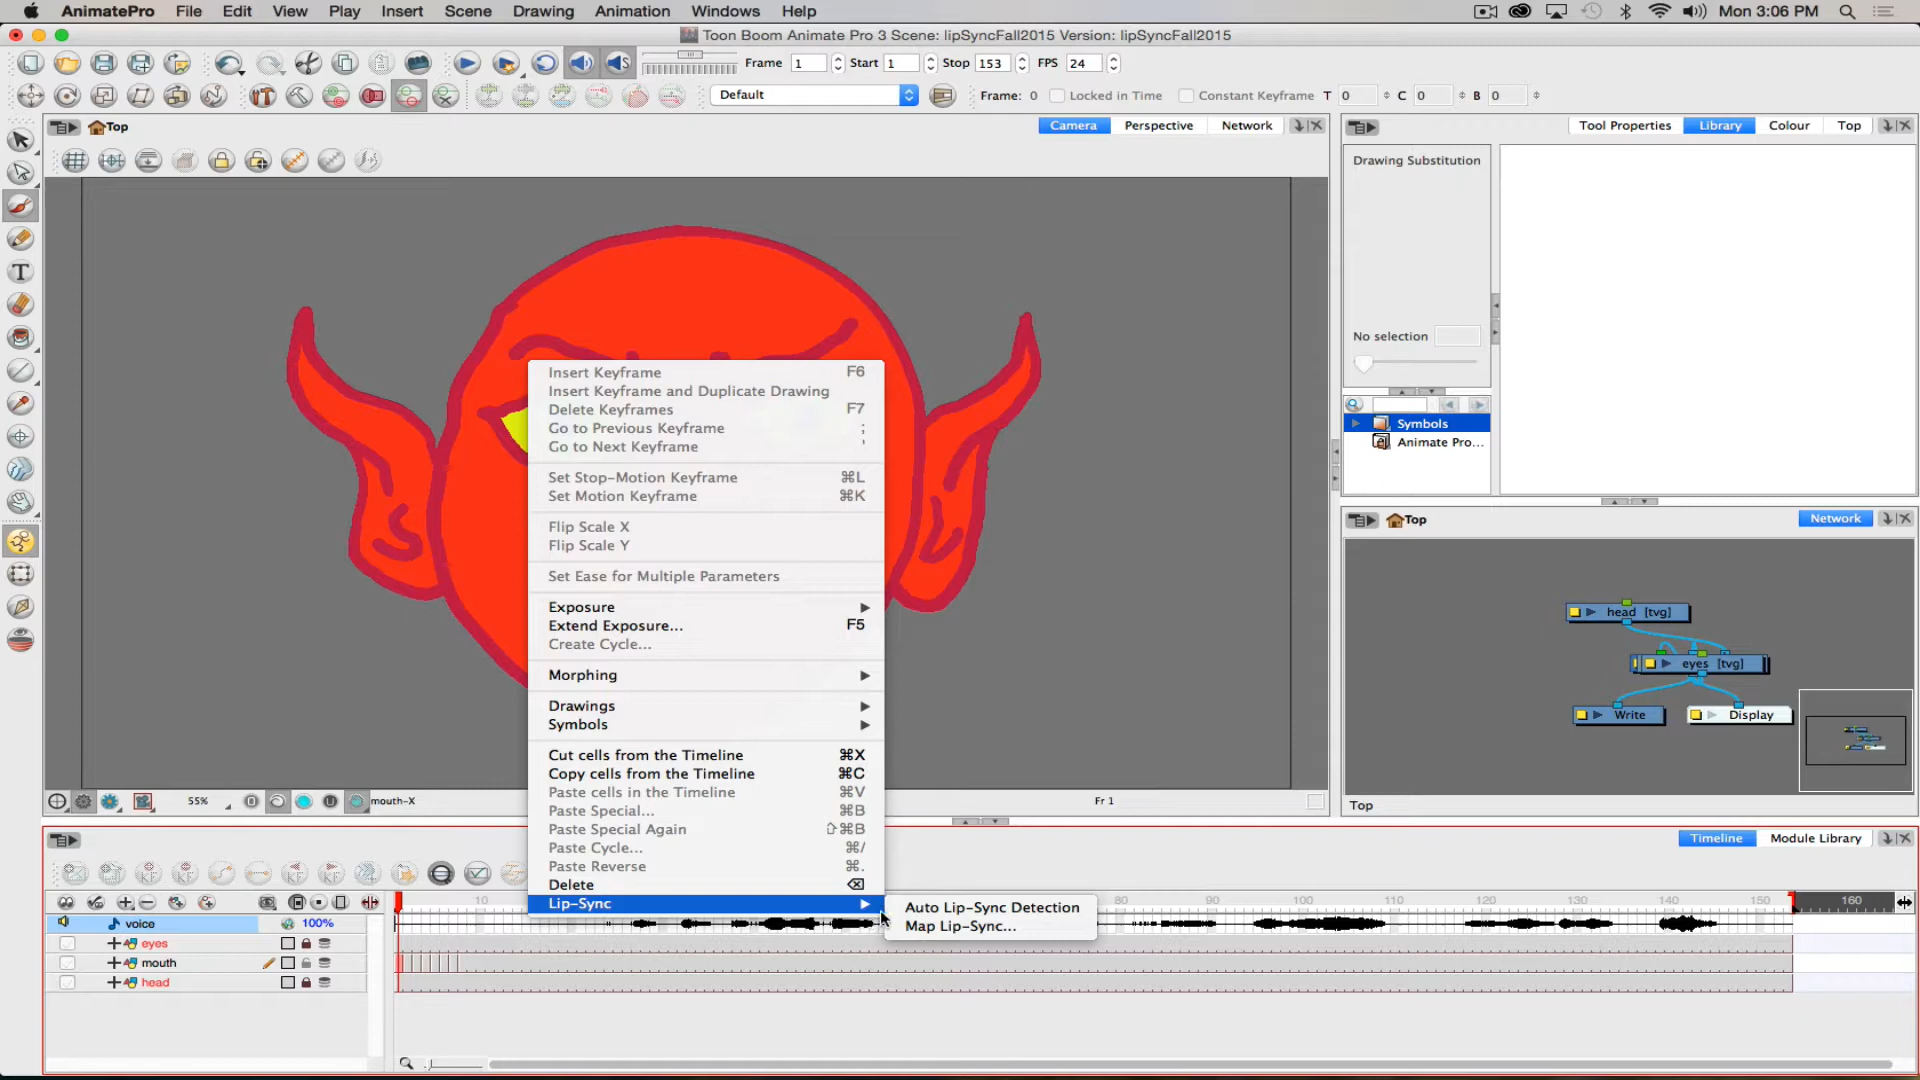 AnimatePro File Edit View Play Insert Scene Drawing Animation Windows Help Mon 3:06 PM
Toon Boom Animate Pro 3 Scene: lipSyncFall2015 Version: lipSyncFall2015
Frame 1 Start 1 Stop 153 FPS 24
Default Frame: 0 Locked in Time Constant Keyframe T 0 C 0 B 0
Top Camera Perspective Network
Tool Properties Library Colour Top
Drawing Substitution
No selection
Symbols
Animate Pro...
Insert Keyframe F6
Insert Keyframe and Duplicate Drawing
Delete Keyframes F7
Go to Previous Keyframe ;
Go to Next Keyframe '
Set Stop-Motion Keyframe ⌘L
Set Motion Keyframe ⌘K
Flip Scale X
Flip Scale Y
Set Ease for Multiple Parameters
Exposure
Extend Exposure... F5
Create Cycle...
Morphing
Drawings
Symbols
Cut cells from the Timeline ⌘X
Copy cells from the Timeline ⌘C
Paste cells in the Timeline ⌘V
Paste Special... ⌘B
Paste Special Again ⇧⌘B
Paste Cycle... ⌘/
Paste Reverse ⌘.
Delete
Lip-Sync
Auto Lip-Sync Detection
Map Lip-Sync...
Top Network
head [tvg]
eyes [tvg]
Write Display
Top
55% mouth-X Fr 1
Timeline Module Library
10 80 90 100 110 120 130 140 150 160
voice 100%
eyes
mouth
head